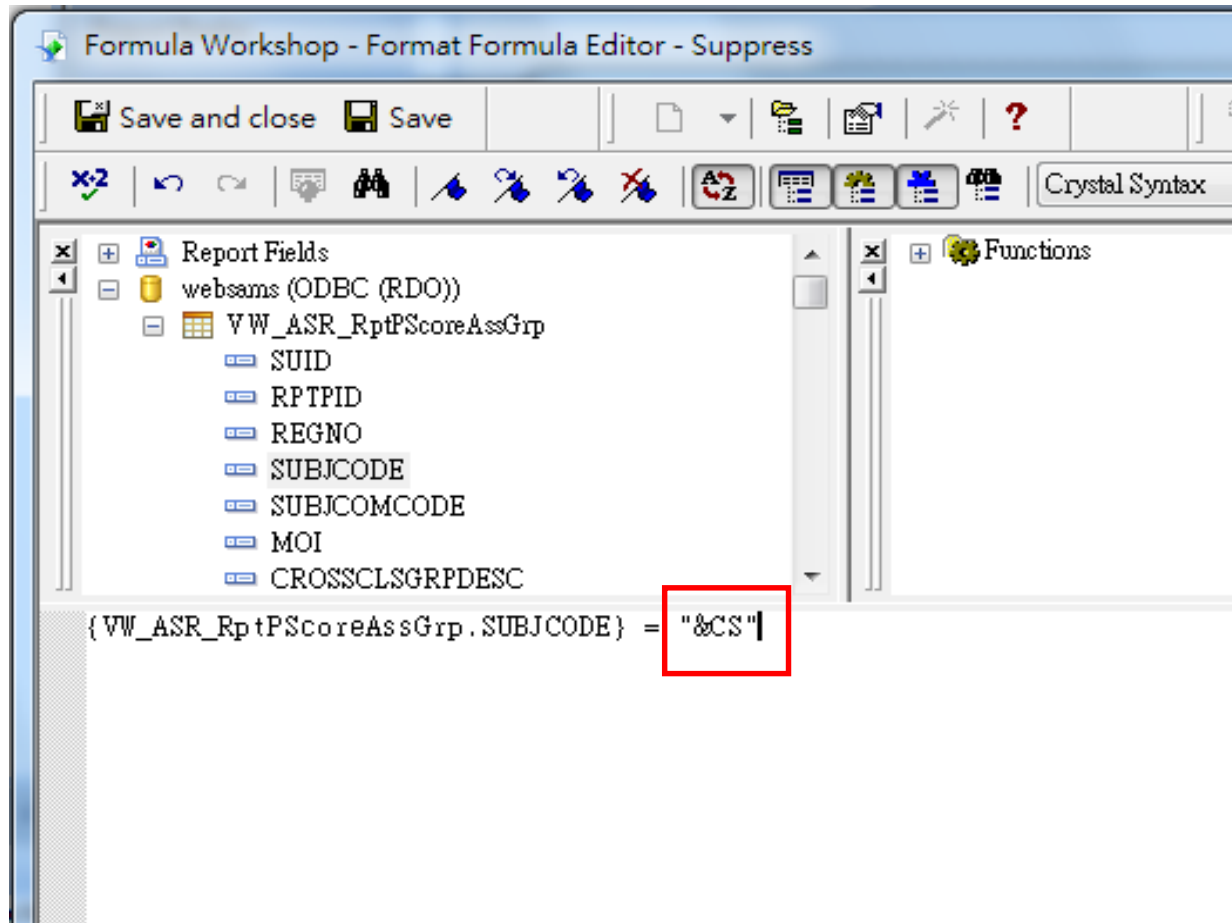 Formula Workshop - Format Formula Editor - Suppress
Save and close Save
?
X+2 A Z Crystal Syntax
Report Fields
websams (ODBC (RDO))
VW_ASR_RptPScoreAssGrp
SUID
RPTPID
REGNO
SUBJCODE
SUBJCOMCODE
MOI
CROSSCLSGRPDESC
Functions
{VW_ASR_RptPScoreAssGrp.SUBJCODE} = "&CS"